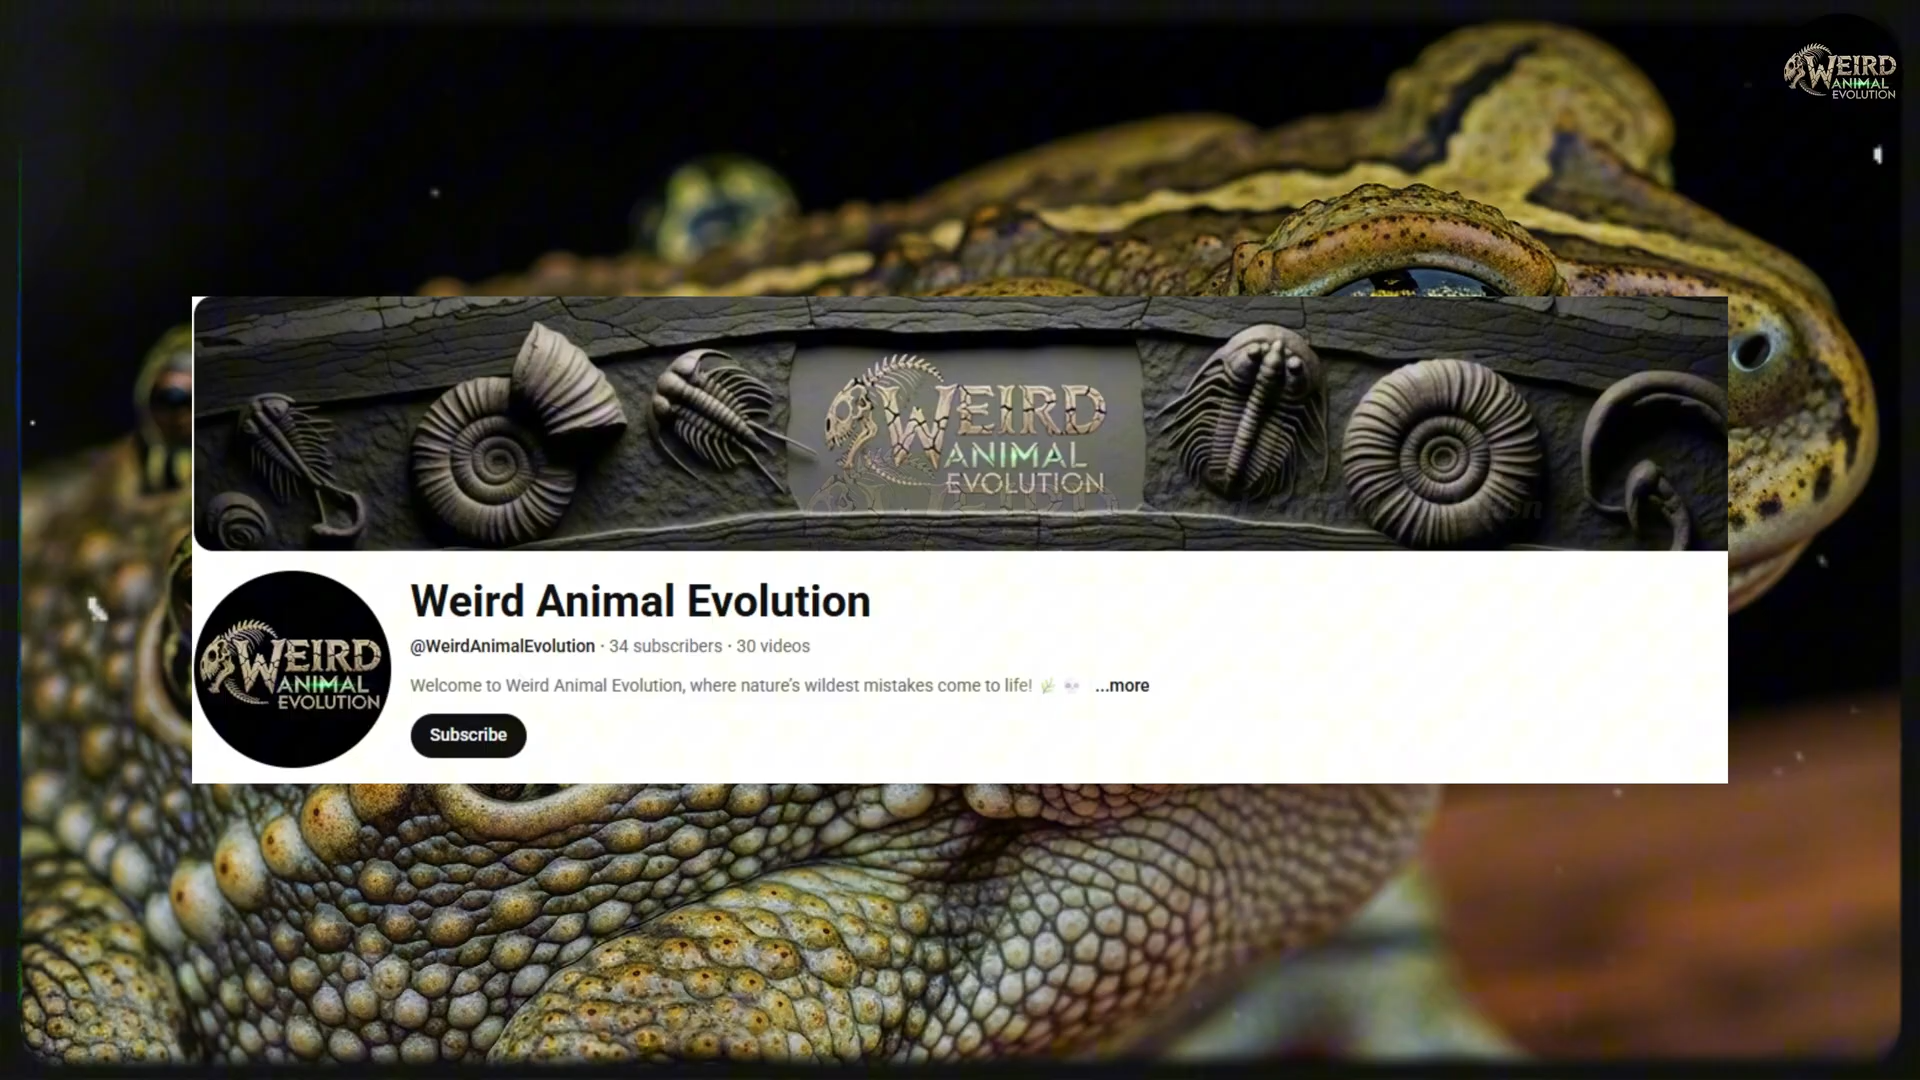 WEIRD
ANIMAL
EVOLUTION
WEIRD
ANIMAL
EVOLUTION
WEIRD
ANIMAL
EVOLUTION
Weird Animal Evolution
@WeirdAnimalEvolution · 34 subscribers · 30 videos
Welcome to Weird Animal Evolution, where nature's wildest mistakes come to life! 🌿 💀 ...more
Subscribe